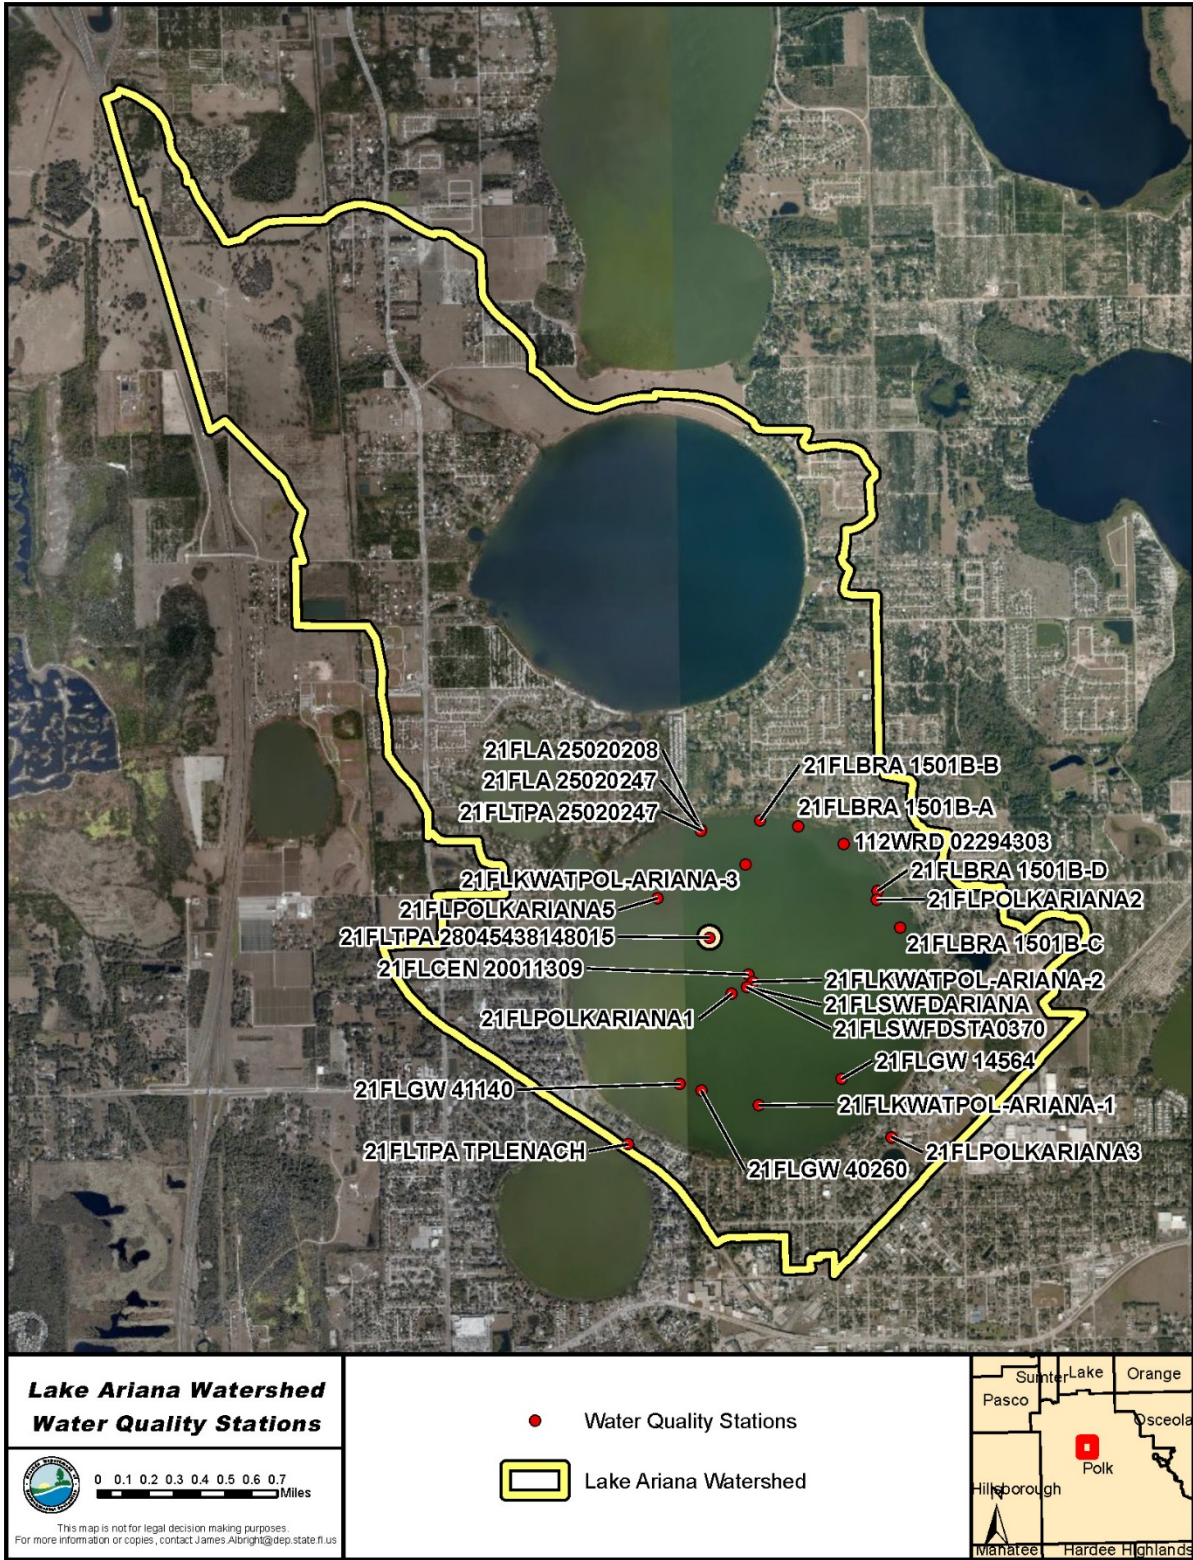 21FLA 25020208
21FLA 25020247
21FLTPA 25020247
21FLBRA 1501B-B
21FLBRA 1501B-A
112WRD 02294303
21FLKWATPOL-ARIANA-3
21FLBRA 1501B-D
21FLPOLKARIANA5
21FLPOLKARIANA2
21FLTPA 28045438148015
21FLBRA 1501B-C
21FLCEN 20011309
21FLKWATPOL-ARIANA-2
21FLSWFDARIANA
21FLPOLKARIANA1
21FLSWFDSTA0370
21FLGW 14564
21FLGW 41140
21FLKWATPOL-ARIANA-1
21FLTPA TPLENACH
21FLPOLKARIANA3
21FLGW 40260
Lake Ariana Watershed
Water Quality Stations
0 0.1 0.2 0.3 0.4 0.5 0.6 0.7
Miles
This map is not for legal decision making purposes.
For more information or copies, contact James.Albright@dep.state.fl.us
Water Quality Stations
Lake Ariana Watershed
Sumter Lake Orange
Pasco
Osceola
Polk
Hillsborough
N
Manatee Hardee Highlands